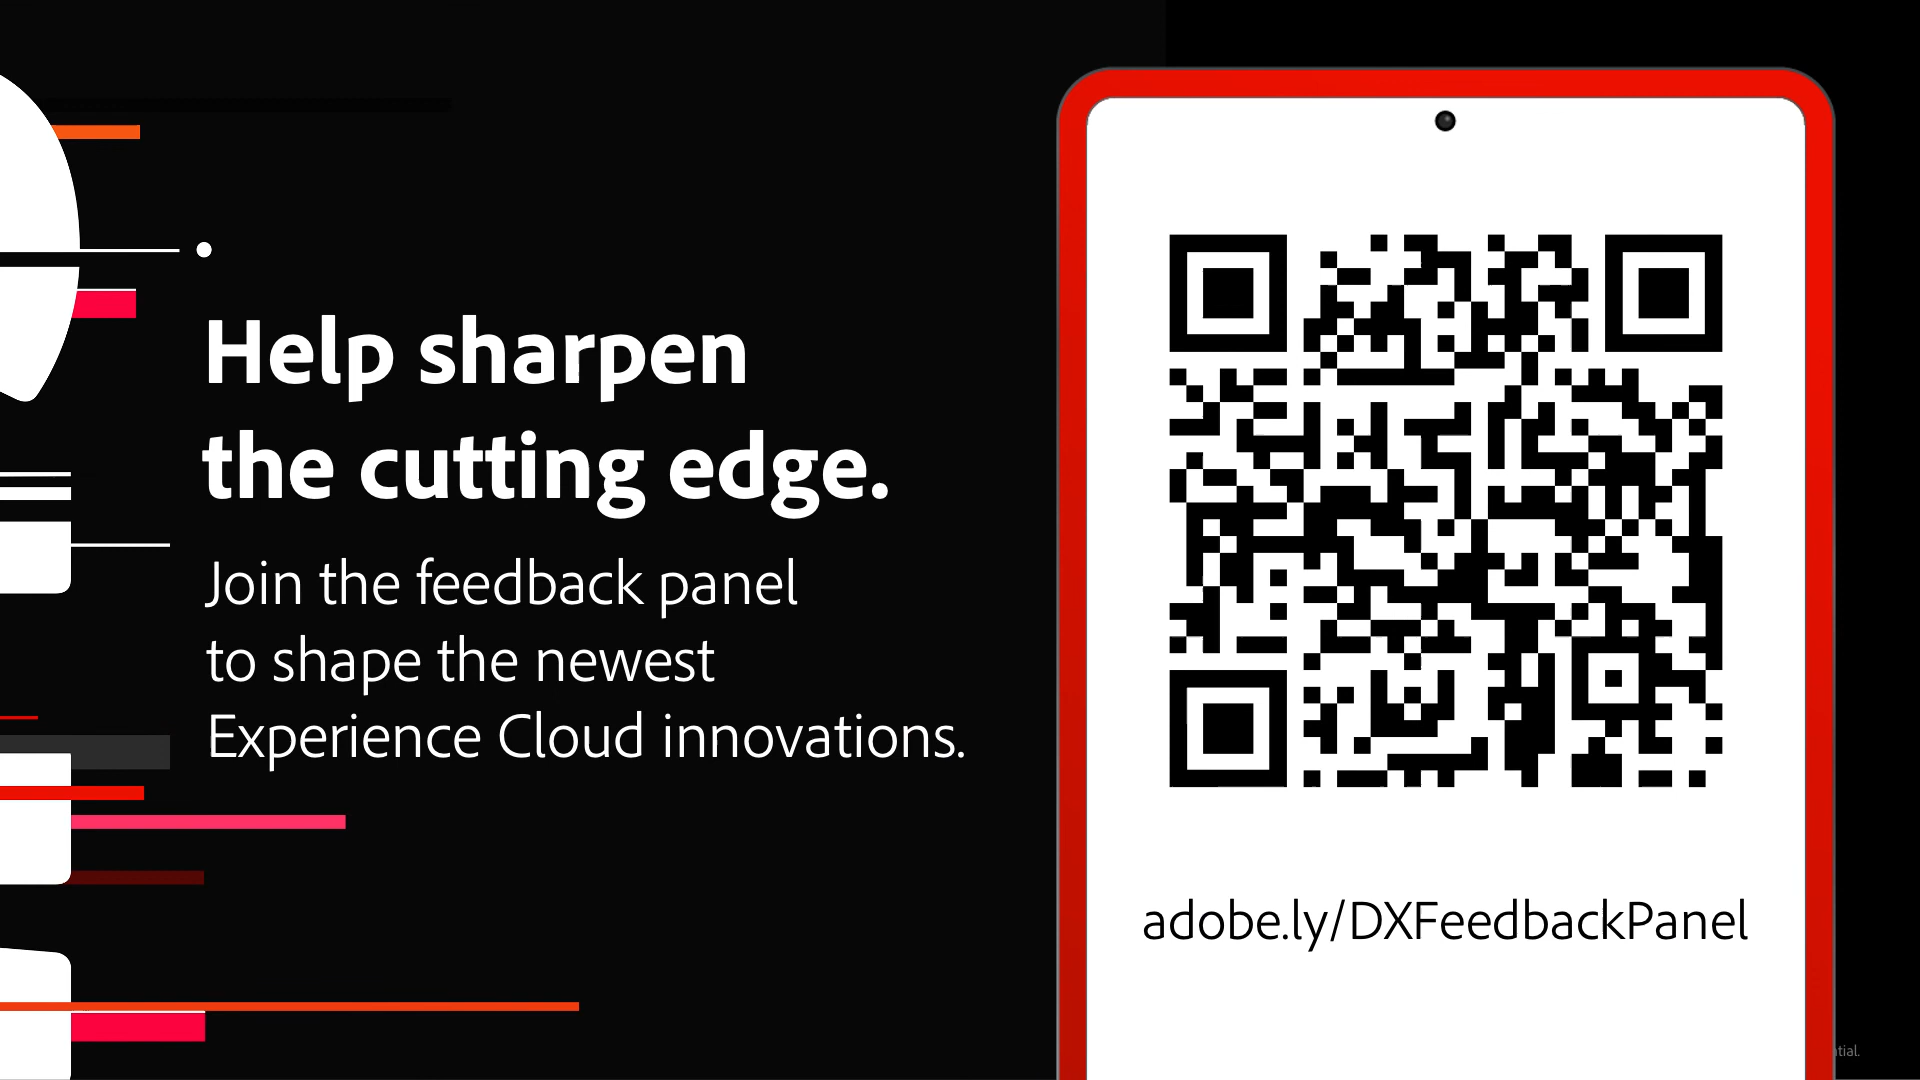 Help sharpen
the cutting edge.
Join the feedback panel
to shape the newest
Experience Cloud innovations.
adobe.ly/DXFeedbackPanel